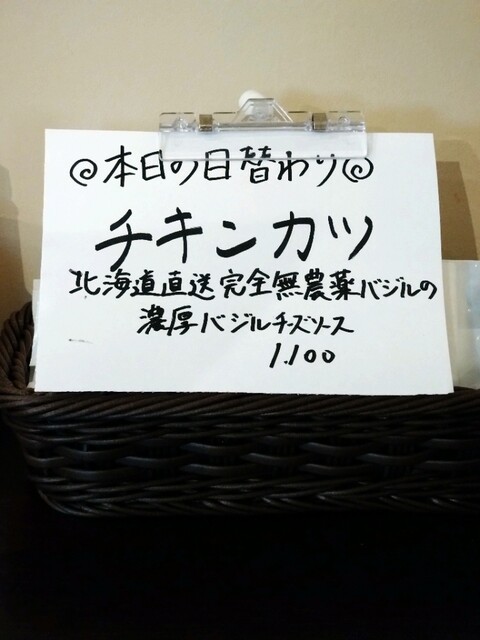 ◎本日の日替わり◎
チキンカツ
北海道直送完全無農薬バジルの
濃厚バジルチーズソース
1.100